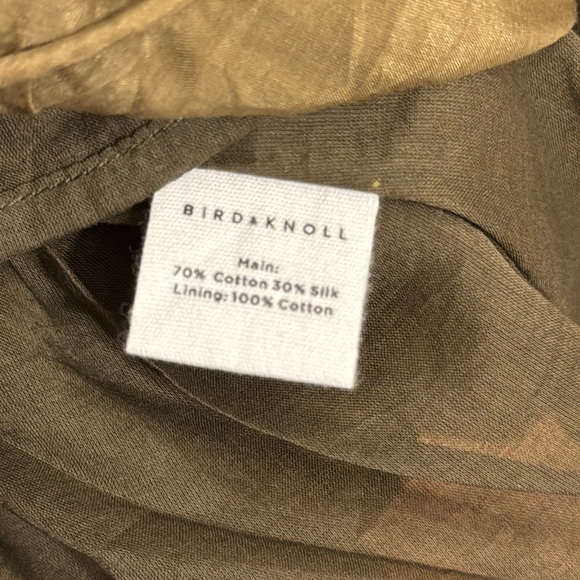 BIRD & KNOLL
Main:
70% Cotton 30% Silk
Lining: 100% Cotton